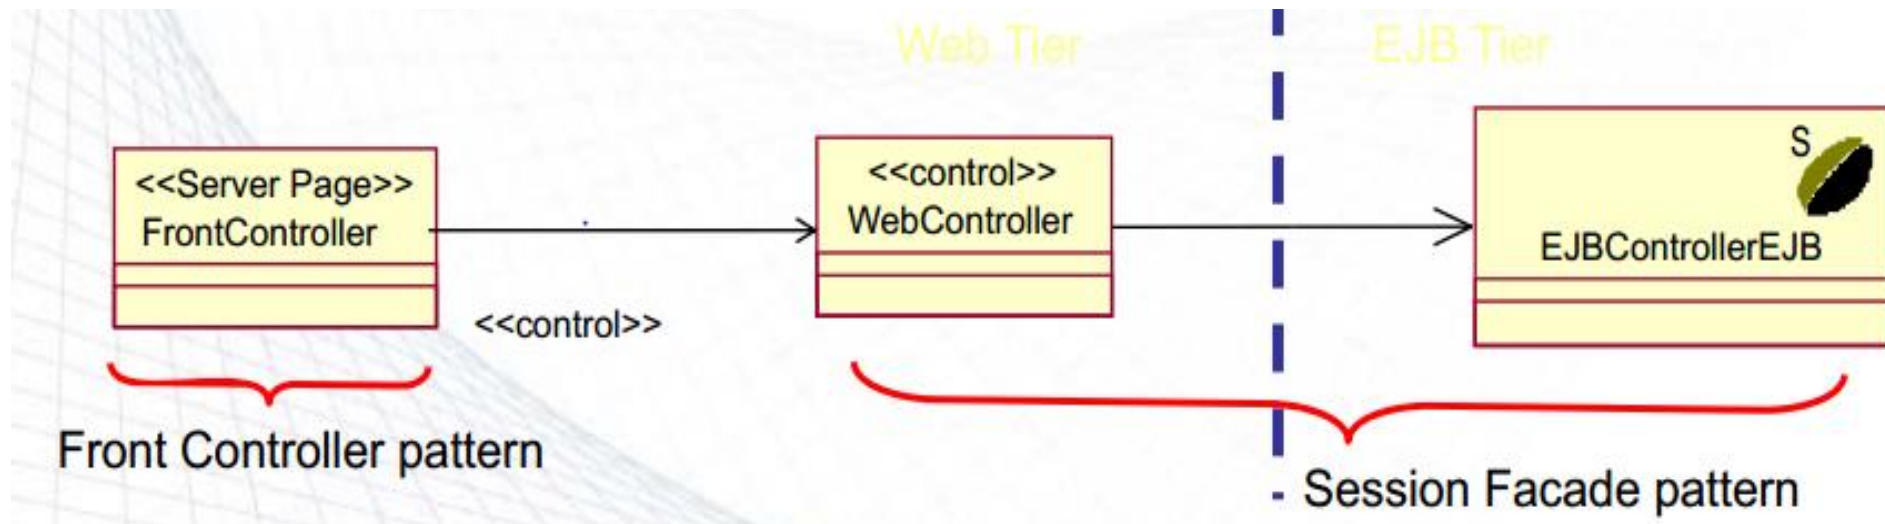 Web Tier
EJB Tier
<<Server Page>>
FrontController
<<control>>
WebController
S
EJBControllerEJB
<<control>>
Front Controller pattern
Session Facade pattern